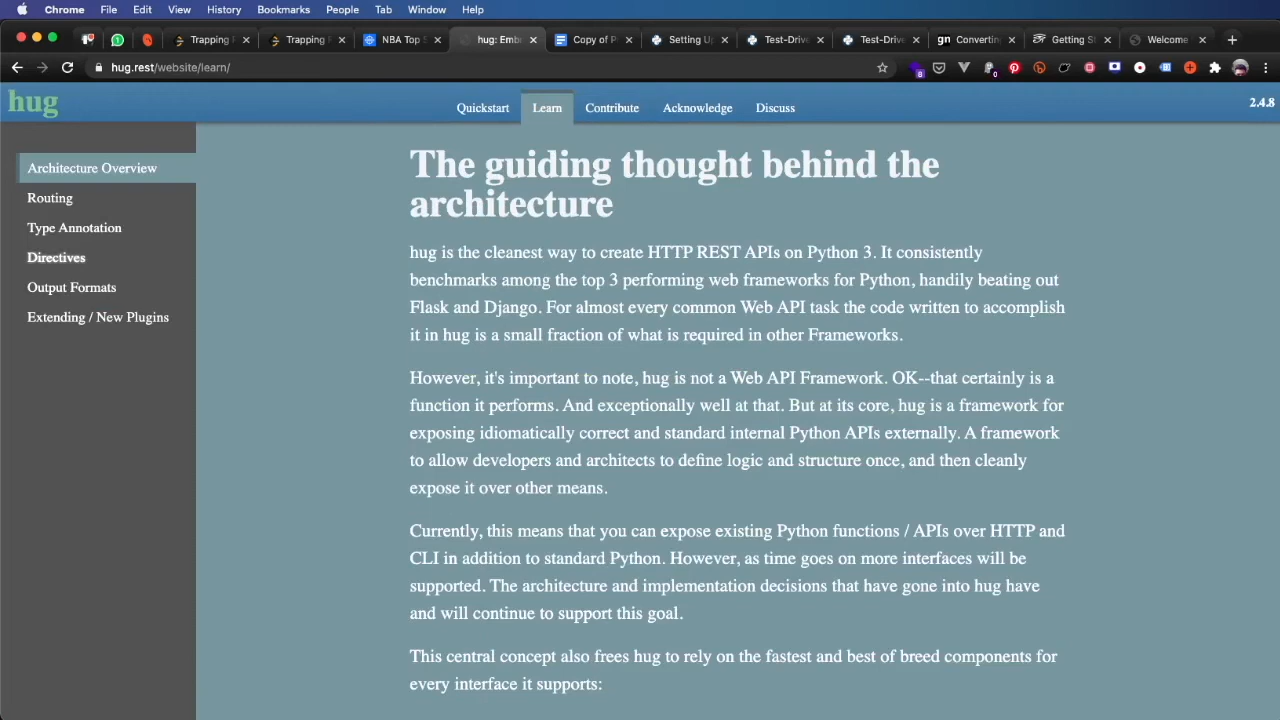 Chrome File Edit View History Bookmarks People Tab Window Help
Trapping Trapping NBA Top hug: Emb Copy of P Setting U Test-Drive Test-Drive Converting Getting S Welcome
hug.rest/website/learn/
hug Quickstart Learn Contribute Acknowledge Discuss 2.4.8
Architecture Overview
Routing
Type Annotation
Directives
Output Formats
Extending / New Plugins
The guiding thought behind the
architecture
hug is the cleanest way to create HTTP REST APIs on Python 3. It consistently
benchmarks among the top 3 performing web frameworks for Python, handily beating out
Flask and Django. For almost every common Web API task the code written to accomplish
it in hug is a small fraction of what is required in other Frameworks.
However, it's important to note, hug is not a Web API Framework. OK--that certainly is a
function it performs. And exceptionally well at that. But at its core, hug is a framework for
exposing idiomatically correct and standard internal Python APIs externally. A framework
to allow developers and architects to define logic and structure once, and then cleanly
expose it over other means.
Currently, this means that you can expose existing Python functions / APIs over HTTP and
CLI in addition to standard Python. However, as time goes on more interfaces will be
supported. The architecture and implementation decisions that have gone into hug have
and will continue to support this goal.
This central concept also frees hug to rely on the fastest and best of breed components for
every interface it supports: